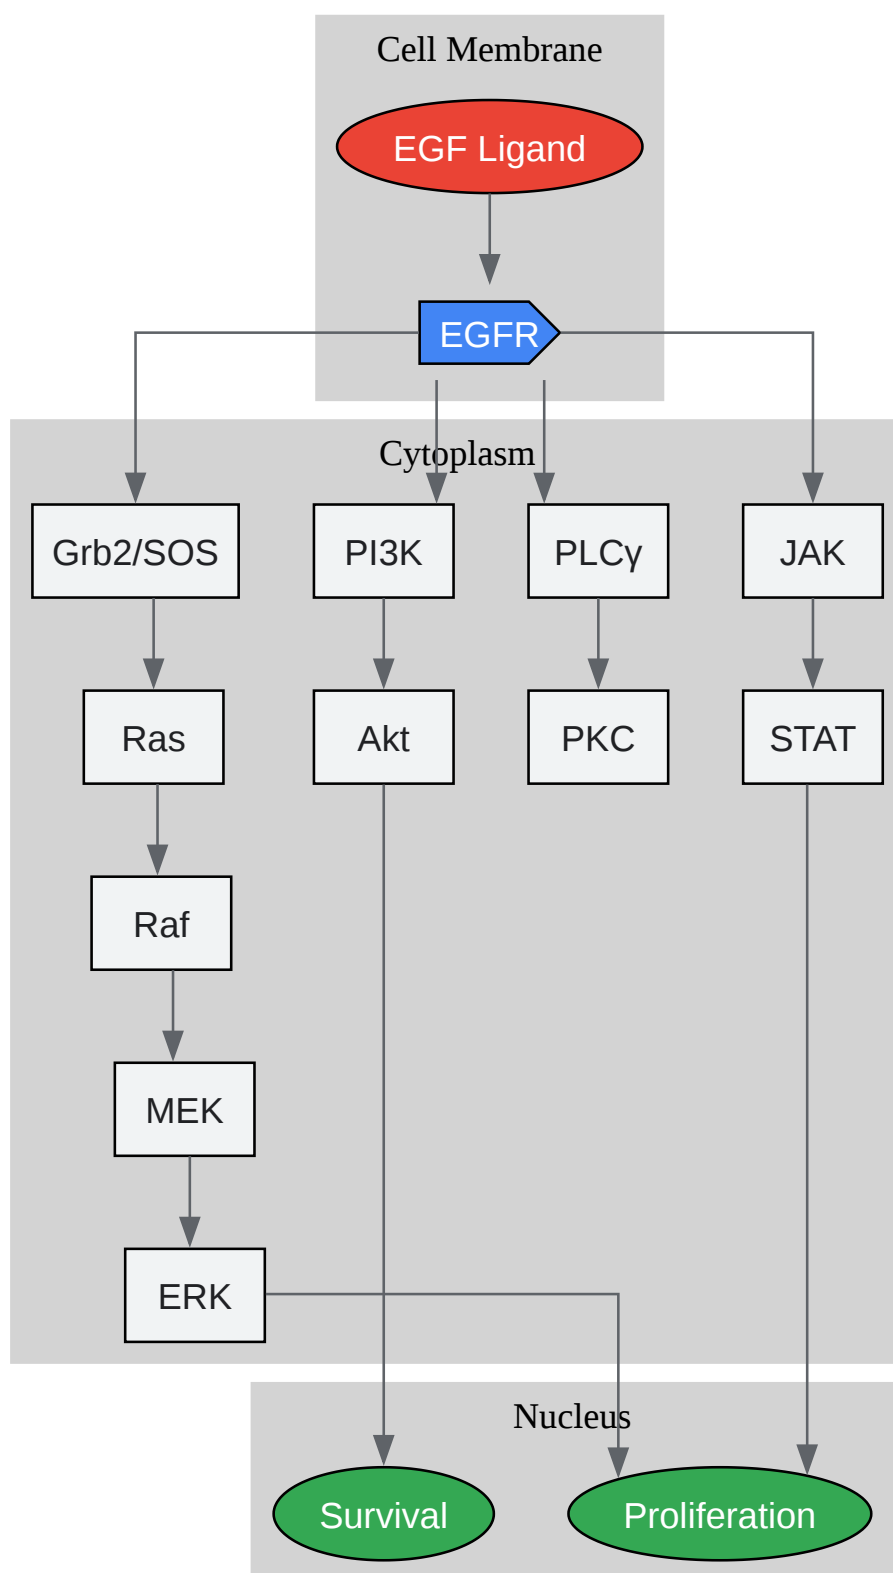 Cell Membrane
EGF Ligand
EGFR
Cytoplasm
Grb2/SOS
PI3K
PLCγ
JAK
Ras
Akt
PKC
STAT
Raf
MEK
ERK
Nucleus
Survival
Proliferation